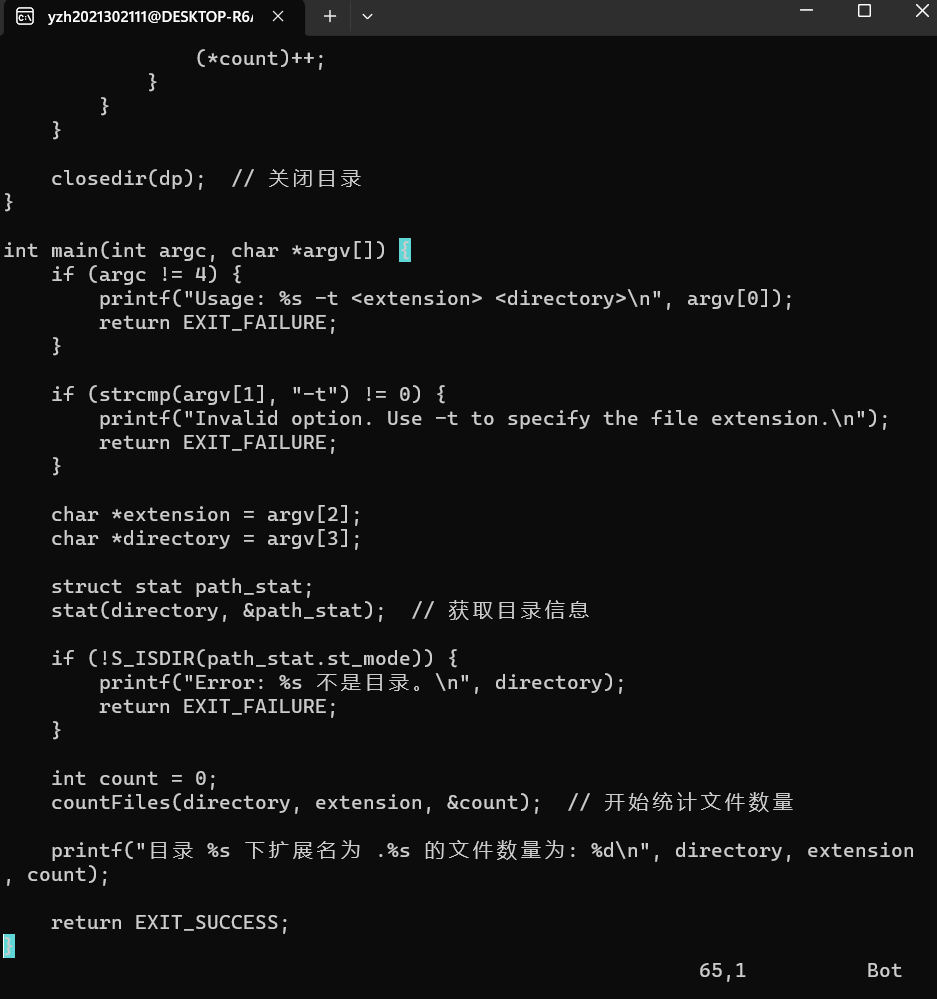 yzh2021302111@DESKTOP-R6/
                (*count)++;
            }
        }
    }

    closedir(dp);  // 关闭目录
}

int main(int argc, char *argv[]) {
    if (argc != 4) {
        printf("Usage: %s -t <extension> <directory>\n", argv[0]);
        return EXIT_FAILURE;
    }

    if (strcmp(argv[1], "-t") != 0) {
        printf("Invalid option. Use -t to specify the file extension.\n");
        return EXIT_FAILURE;
    }

    char *extension = argv[2];
    char *directory = argv[3];

    struct stat path_stat;
    stat(directory, &path_stat);  // 获取目录信息

    if (!S_ISDIR(path_stat.st_mode)) {
        printf("Error: %s 不是目录。\n", directory);
        return EXIT_FAILURE;
    }

    int count = 0;
    countFiles(directory, extension, &count);  // 开始统计文件数量

    printf("目录 %s 下扩展名为 .%s 的文件数量为: %d\n", directory, extension
, count);

    return EXIT_SUCCESS;
}
65,1 Bot